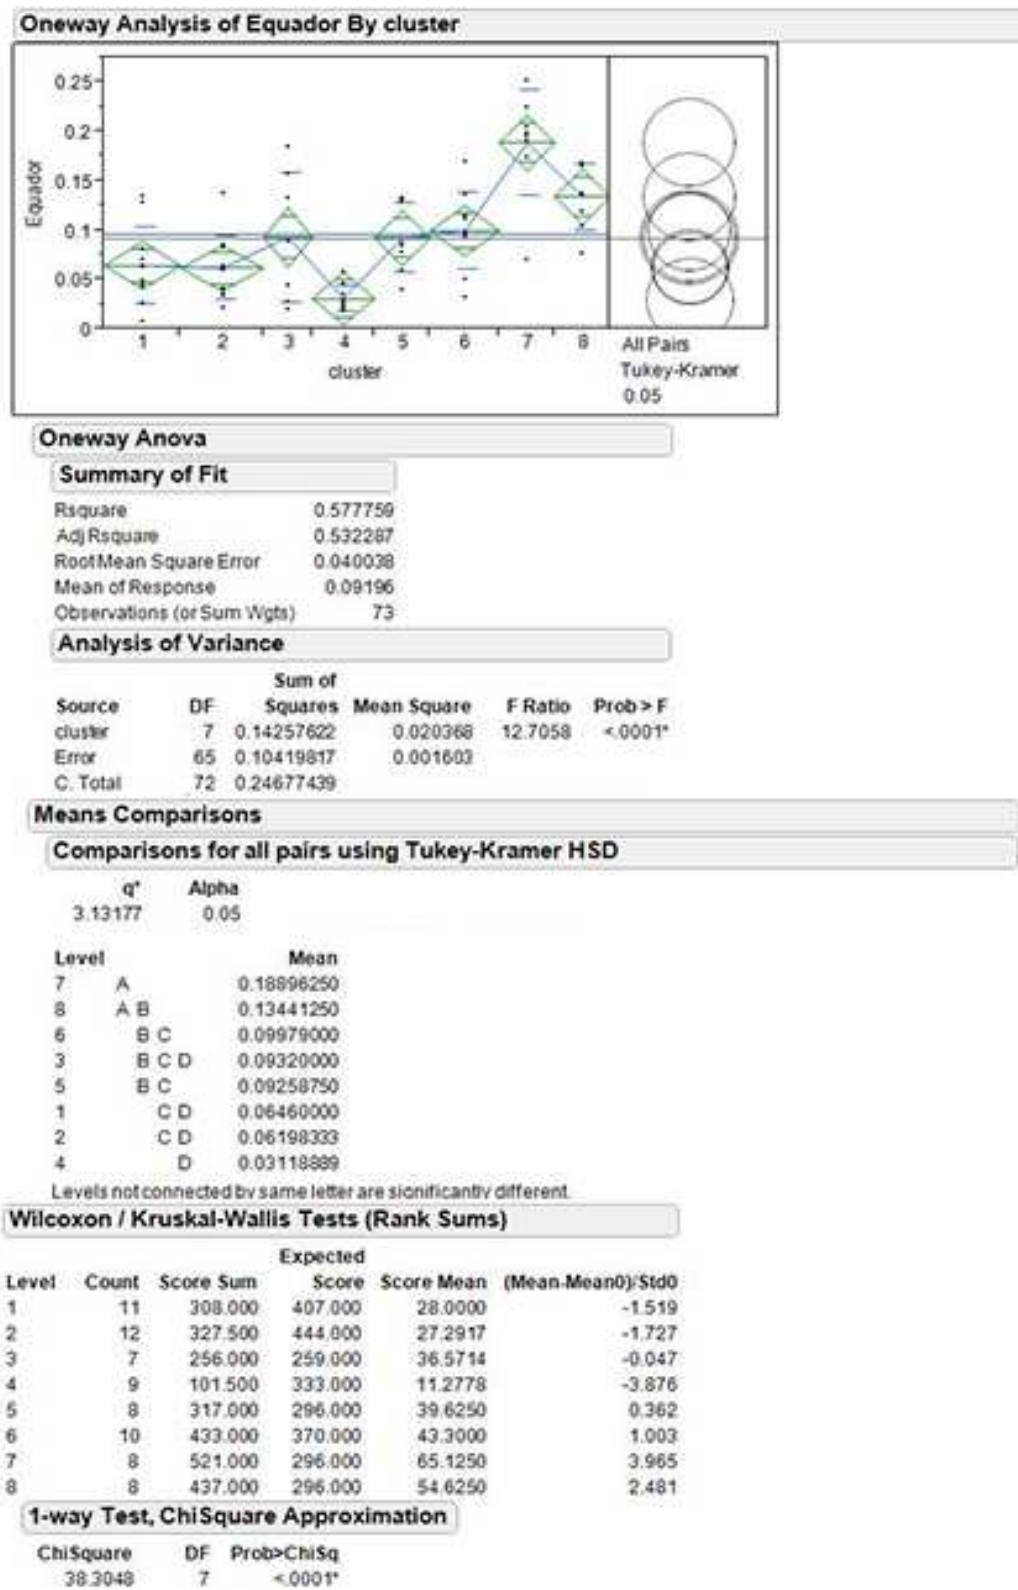 Oneway Analysis of Equador By cluster
0.25
0.2
0.15
0.1
0.05
0
Equador
1 2 3 4 5 6 7 8
cluster
All Pairs
Tukey-Kramer
0.05
Oneway Anova
Summary of Fit
Rsquare 0.577759
Adj Rsquare 0.532287
Root Mean Square Error 0.040038
Mean of Response 0.09196
Observations (or Sum Wgts) 73
Analysis of Variance
Sum of
Source DF Squares Mean Square F Ratio Prob > F
cluster 7 0.14257622 0.020368 12.7058 <.0001*
Error 65 0.10419817 0.001603
C. Total 72 0.24677439
Means Comparisons
Comparisons for all pairs using Tukey-Kramer HSD
q* Alpha
3.13177 0.05
Level Mean
7 A 0.18896250
8 A B 0.13441250
6 B C 0.09979000
3 B C D 0.09320000
5 B C 0.09258750
1 C D 0.06460000
2 C D 0.06198333
4 D 0.03118889
Levels not connected by same letter are significantly different.
Wilcoxon / Kruskal-Wallis Tests (Rank Sums)
Expected
Level Count Score Sum Score Score Mean (Mean-Mean0)/Std0
1 11 308.000 407.000 28.0000 -1.519
2 12 327.500 444.000 27.2917 -1.727
3 7 256.000 259.000 36.5714 -0.047
4 9 101.500 333.000 11.2778 -3.876
5 8 317.000 296.000 39.6250 0.362
6 10 433.000 370.000 43.3000 1.003
7 8 521.000 296.000 65.1250 3.965
8 8 437.000 296.000 54.6250 2.481
1-way Test, ChiSquare Approximation
ChiSquare DF Prob>ChiSq
38.3048 7 <.0001*